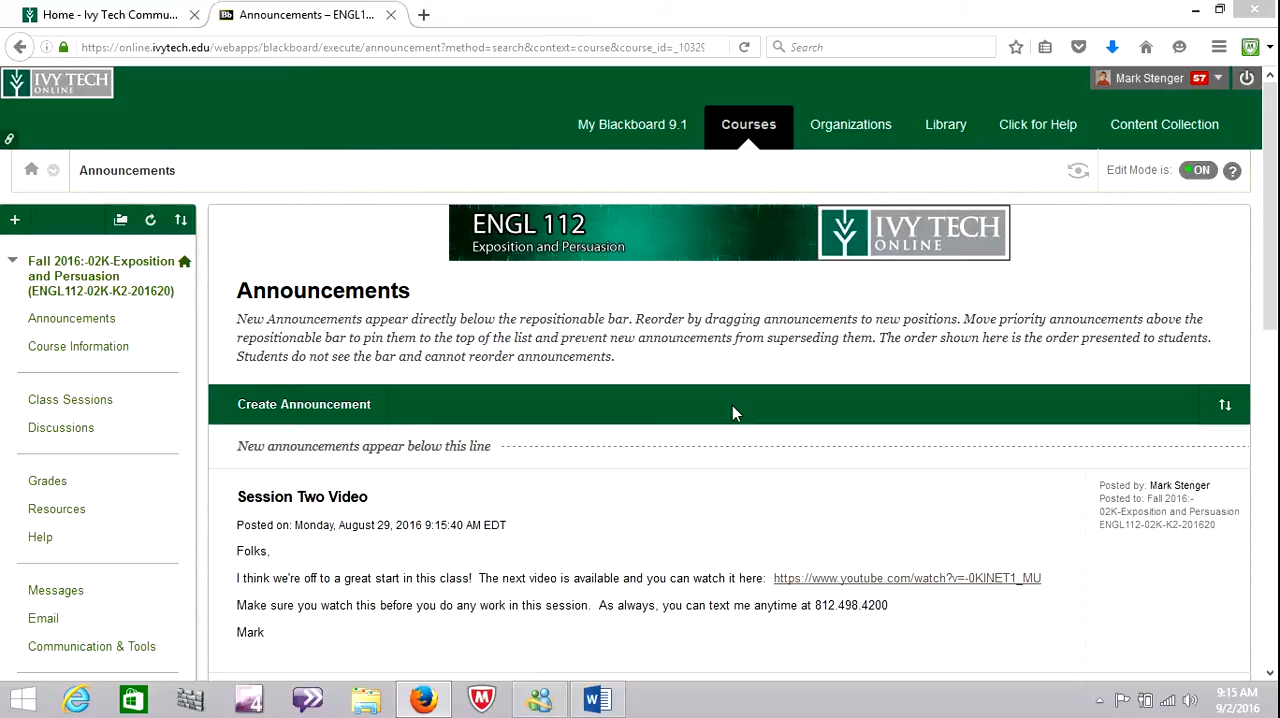 Home - Ivy Tech Commu...
Bb Announcements – ENGL1...
https://online.ivytech.edu/webapps/blackboard/execute/announcement?method=search&context=course&course_id=_10329
Search
IVY TECH
ONLINE
Mark Stenger 57
My Blackboard 9.1
Courses
Organizations
Library
Click for Help
Content Collection
Announcements
Edit Mode is: ON ?
ENGL 112
Exposition and Persuasion
IVY TECH
ONLINE
Fall 2016:-02K-Exposition
and Persuasion
(ENGL112-02K-K2-201620)
Announcements
Course Information
Class Sessions
Discussions
Grades
Resources
Help
Messages
Email
Communication & Tools
Announcements
New Announcements appear directly below the repositionable bar. Reorder by dragging announcements to new positions. Move priority announcements above the
repositionable bar to pin them to the top of the list and prevent new announcements from superseding them. The order shown here is the order presented to students.
Students do not see the bar and cannot reorder announcements.
Create Announcement
New announcements appear below this line
Session Two Video
Posted on: Monday, August 29, 2016 9:15:40 AM EDT
Folks,
I think we're off to a great start in this class! The next video is available and you can watch it here: https://www.youtube.com/watch?v=-0KINET1_MU
Make sure you watch this before you do any work in this session. As always, you can text me anytime at 812.498.4200
Mark
Posted by: Mark Stenger
Posted to: Fall 2016:-
02K-Exposition and Persuasion
ENGL112-02K-K2-201620
9:15 AM
9/2/2016